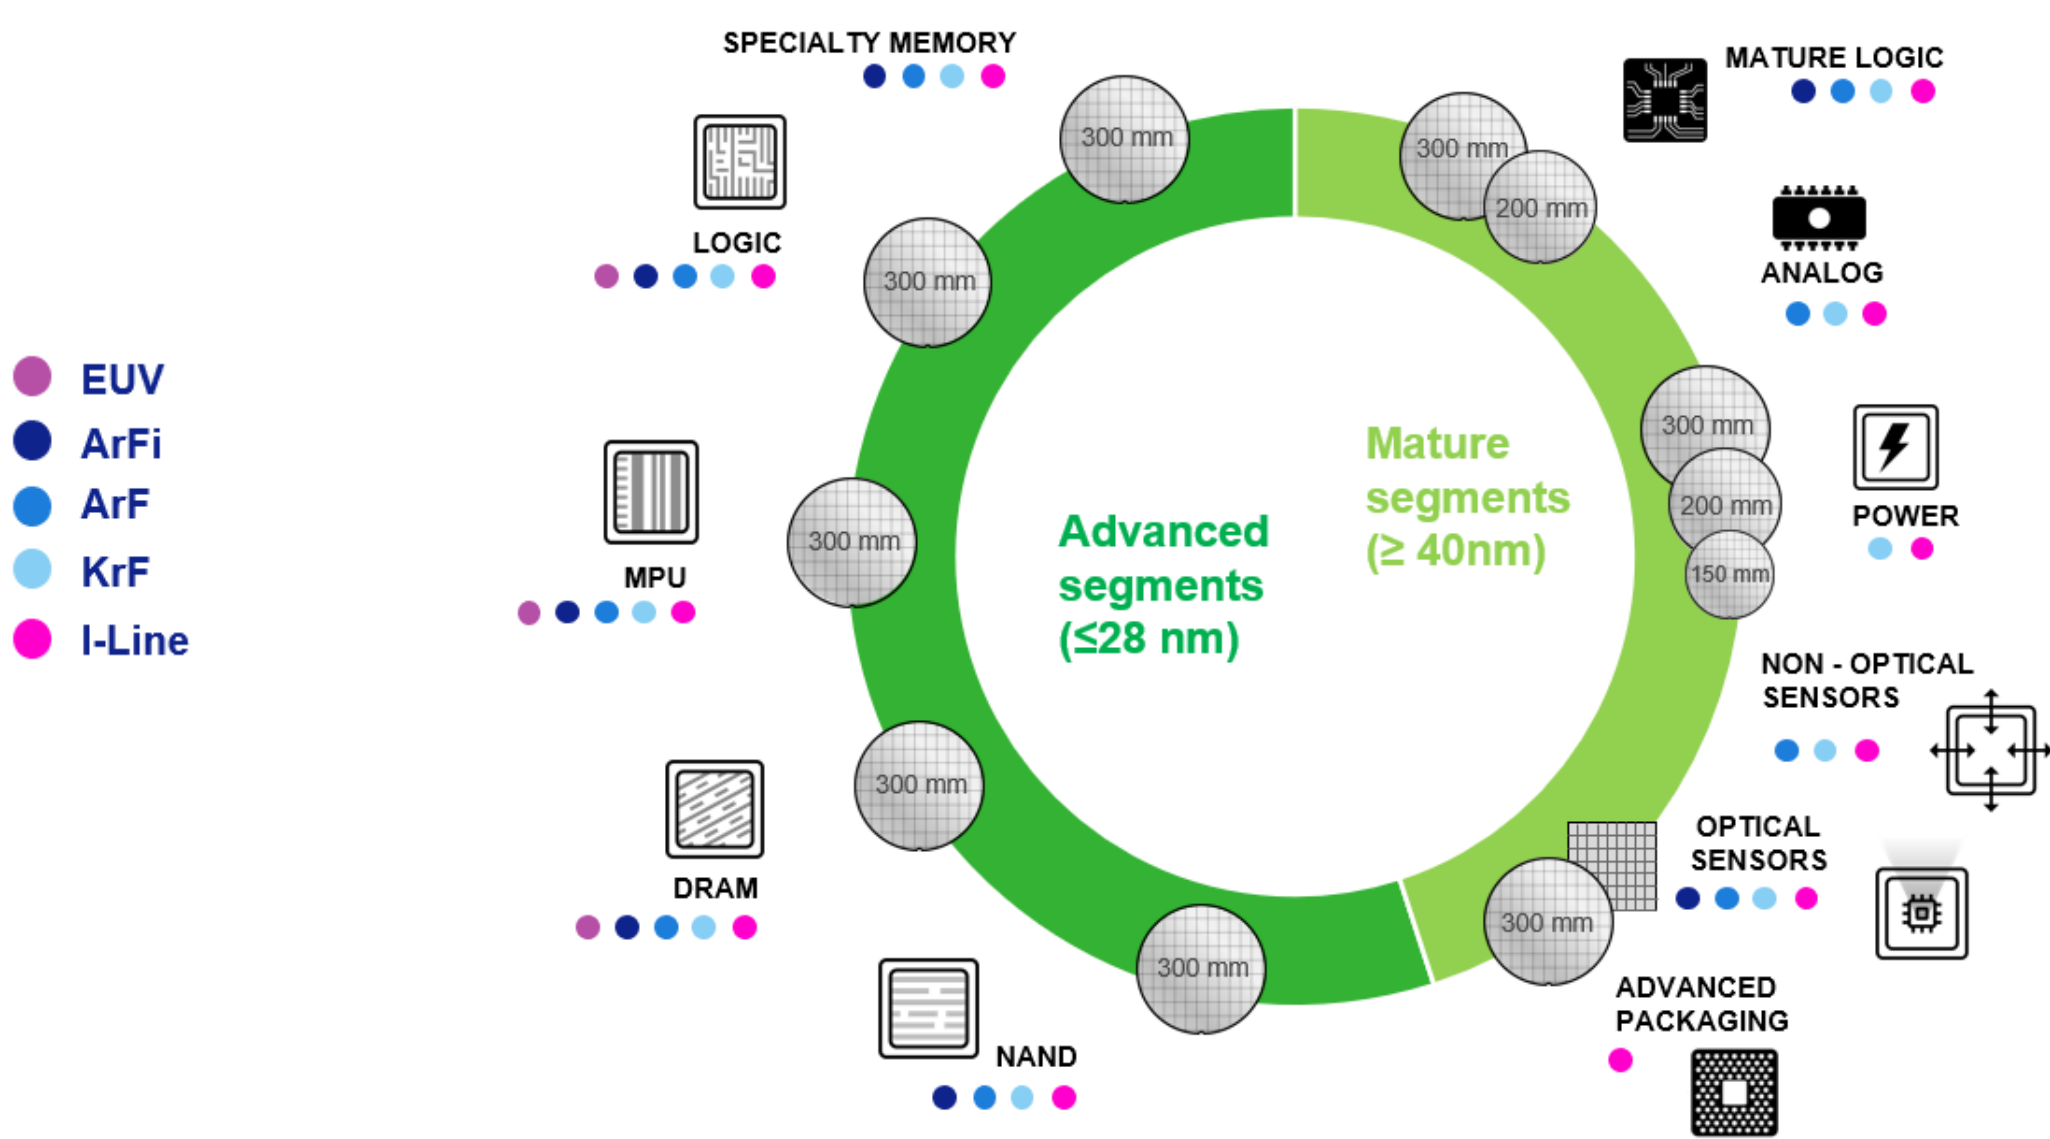 SPECIALTY MEMORY
MATURE LOGIC
300 mm
300 mm
200 mm
LOGIC
300 mm
ANALOG
EUV
ArFi
ArF
KrF
I-Line
300 mm
200 mm
150 mm
POWER
Mature
segments
(≥ 40nm)
Advanced
segments
(≤28 nm)
300 mm
MPU
NON - OPTICAL
SENSORS
300 mm
DRAM
OPTICAL
SENSORS
300 mm
300 mm
NAND
ADVANCED
PACKAGING